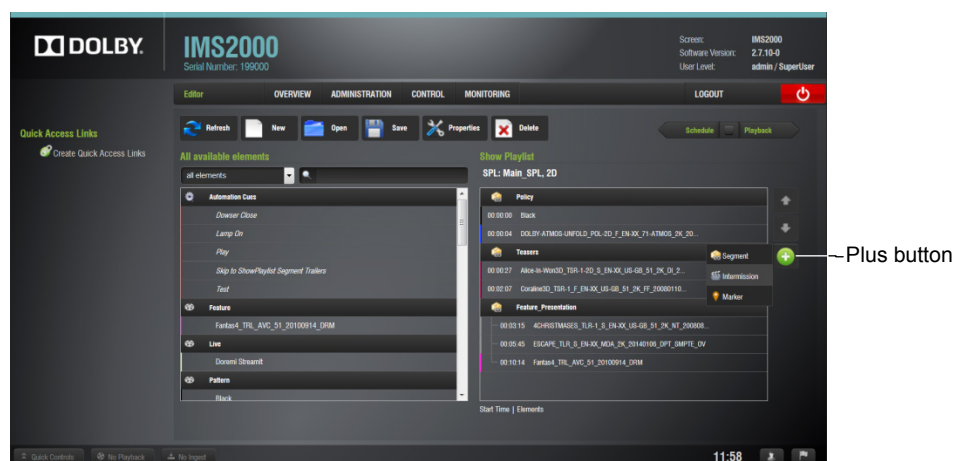 DOLBY.
IMS2000
Serial Number: 199000
Screen: IMS2000
Software Version: 2.7.10-0
User Level: admin / SuperUser
Editor OVERVIEW ADMINISTRATION CONTROL MONITORING LOGOUT
Quick Access Links
Create Quick Access Links
Refresh New Open Save Properties Delete Schedule Playback
All available elements
all elements
Automation Cues
Dowser Close
Lamp On
Play
Skip to ShowPlaylist Segment Trailers
Test
Feature
Fantas4_TRL_AVC_51_20100914_DRM
Live
Doremi Streamit
Pattern
Black
Show Playlist
SPL: Main_SPL, 2D
Policy
00:00:00 Black
00:00:04 DOLBY-ATMOS-UNFOLD_POL-2D_F_EN-XX_71-ATMOS_2K_20...
Teasers
00:00:27 Alice-In-Won3D_TSR-1-2D_S_EN-XX_US-GB_51_2K_DI_2...
00:02:07 Coraline3D_TSR-1_F_EN-XX_US-GB_51_2K_FF_20080110...
Feature_Presentation
00:03:15 4CHRISTMASES_TLR-1_S_EN-XX_US-GB_51_2K_NT_200808...
00:05:45 ESCAPE_TLR_S_EN-XX_MDA_2K_20140106_DPT_SMPTE_OV
00:10:14 Fantas4_TRL_AVC_51_20100914_DRM
Segment
Intermission
Marker
Plus button
Start Time | Elements
Quick Controls No Playback No Ingest 11:58